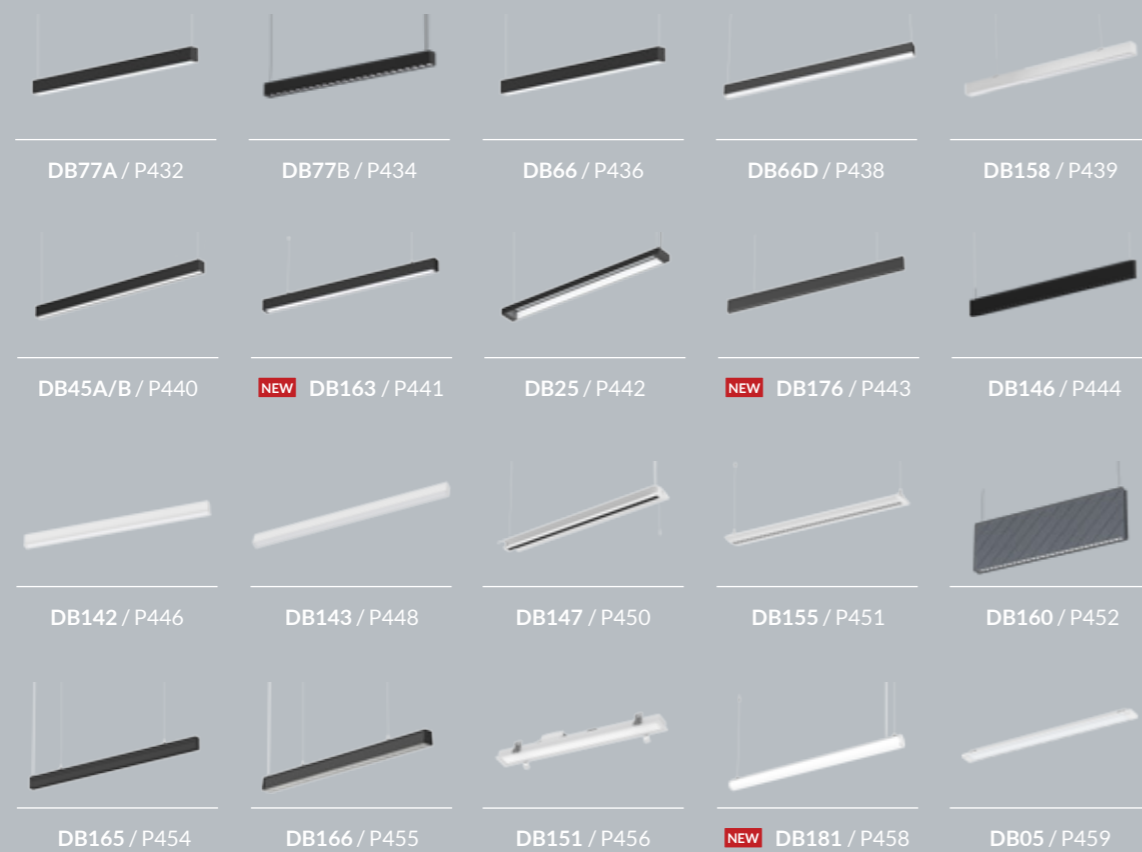 DB77A / P432
DB77B / P434
DB66 / P436
DB66D / P438
DB158 / P439
DB45A/B / P440
NEW DB163 / P441
DB25 / P442
NEW DB176 / P443
DB146 / P444
DB142 / P446
DB143 / P448
DB147 / P450
DB155 / P451
DB160 / P452
DB165 / P454
DB166 / P455
DB151 / P456
NEW DB181 / P458
DB05 / P459